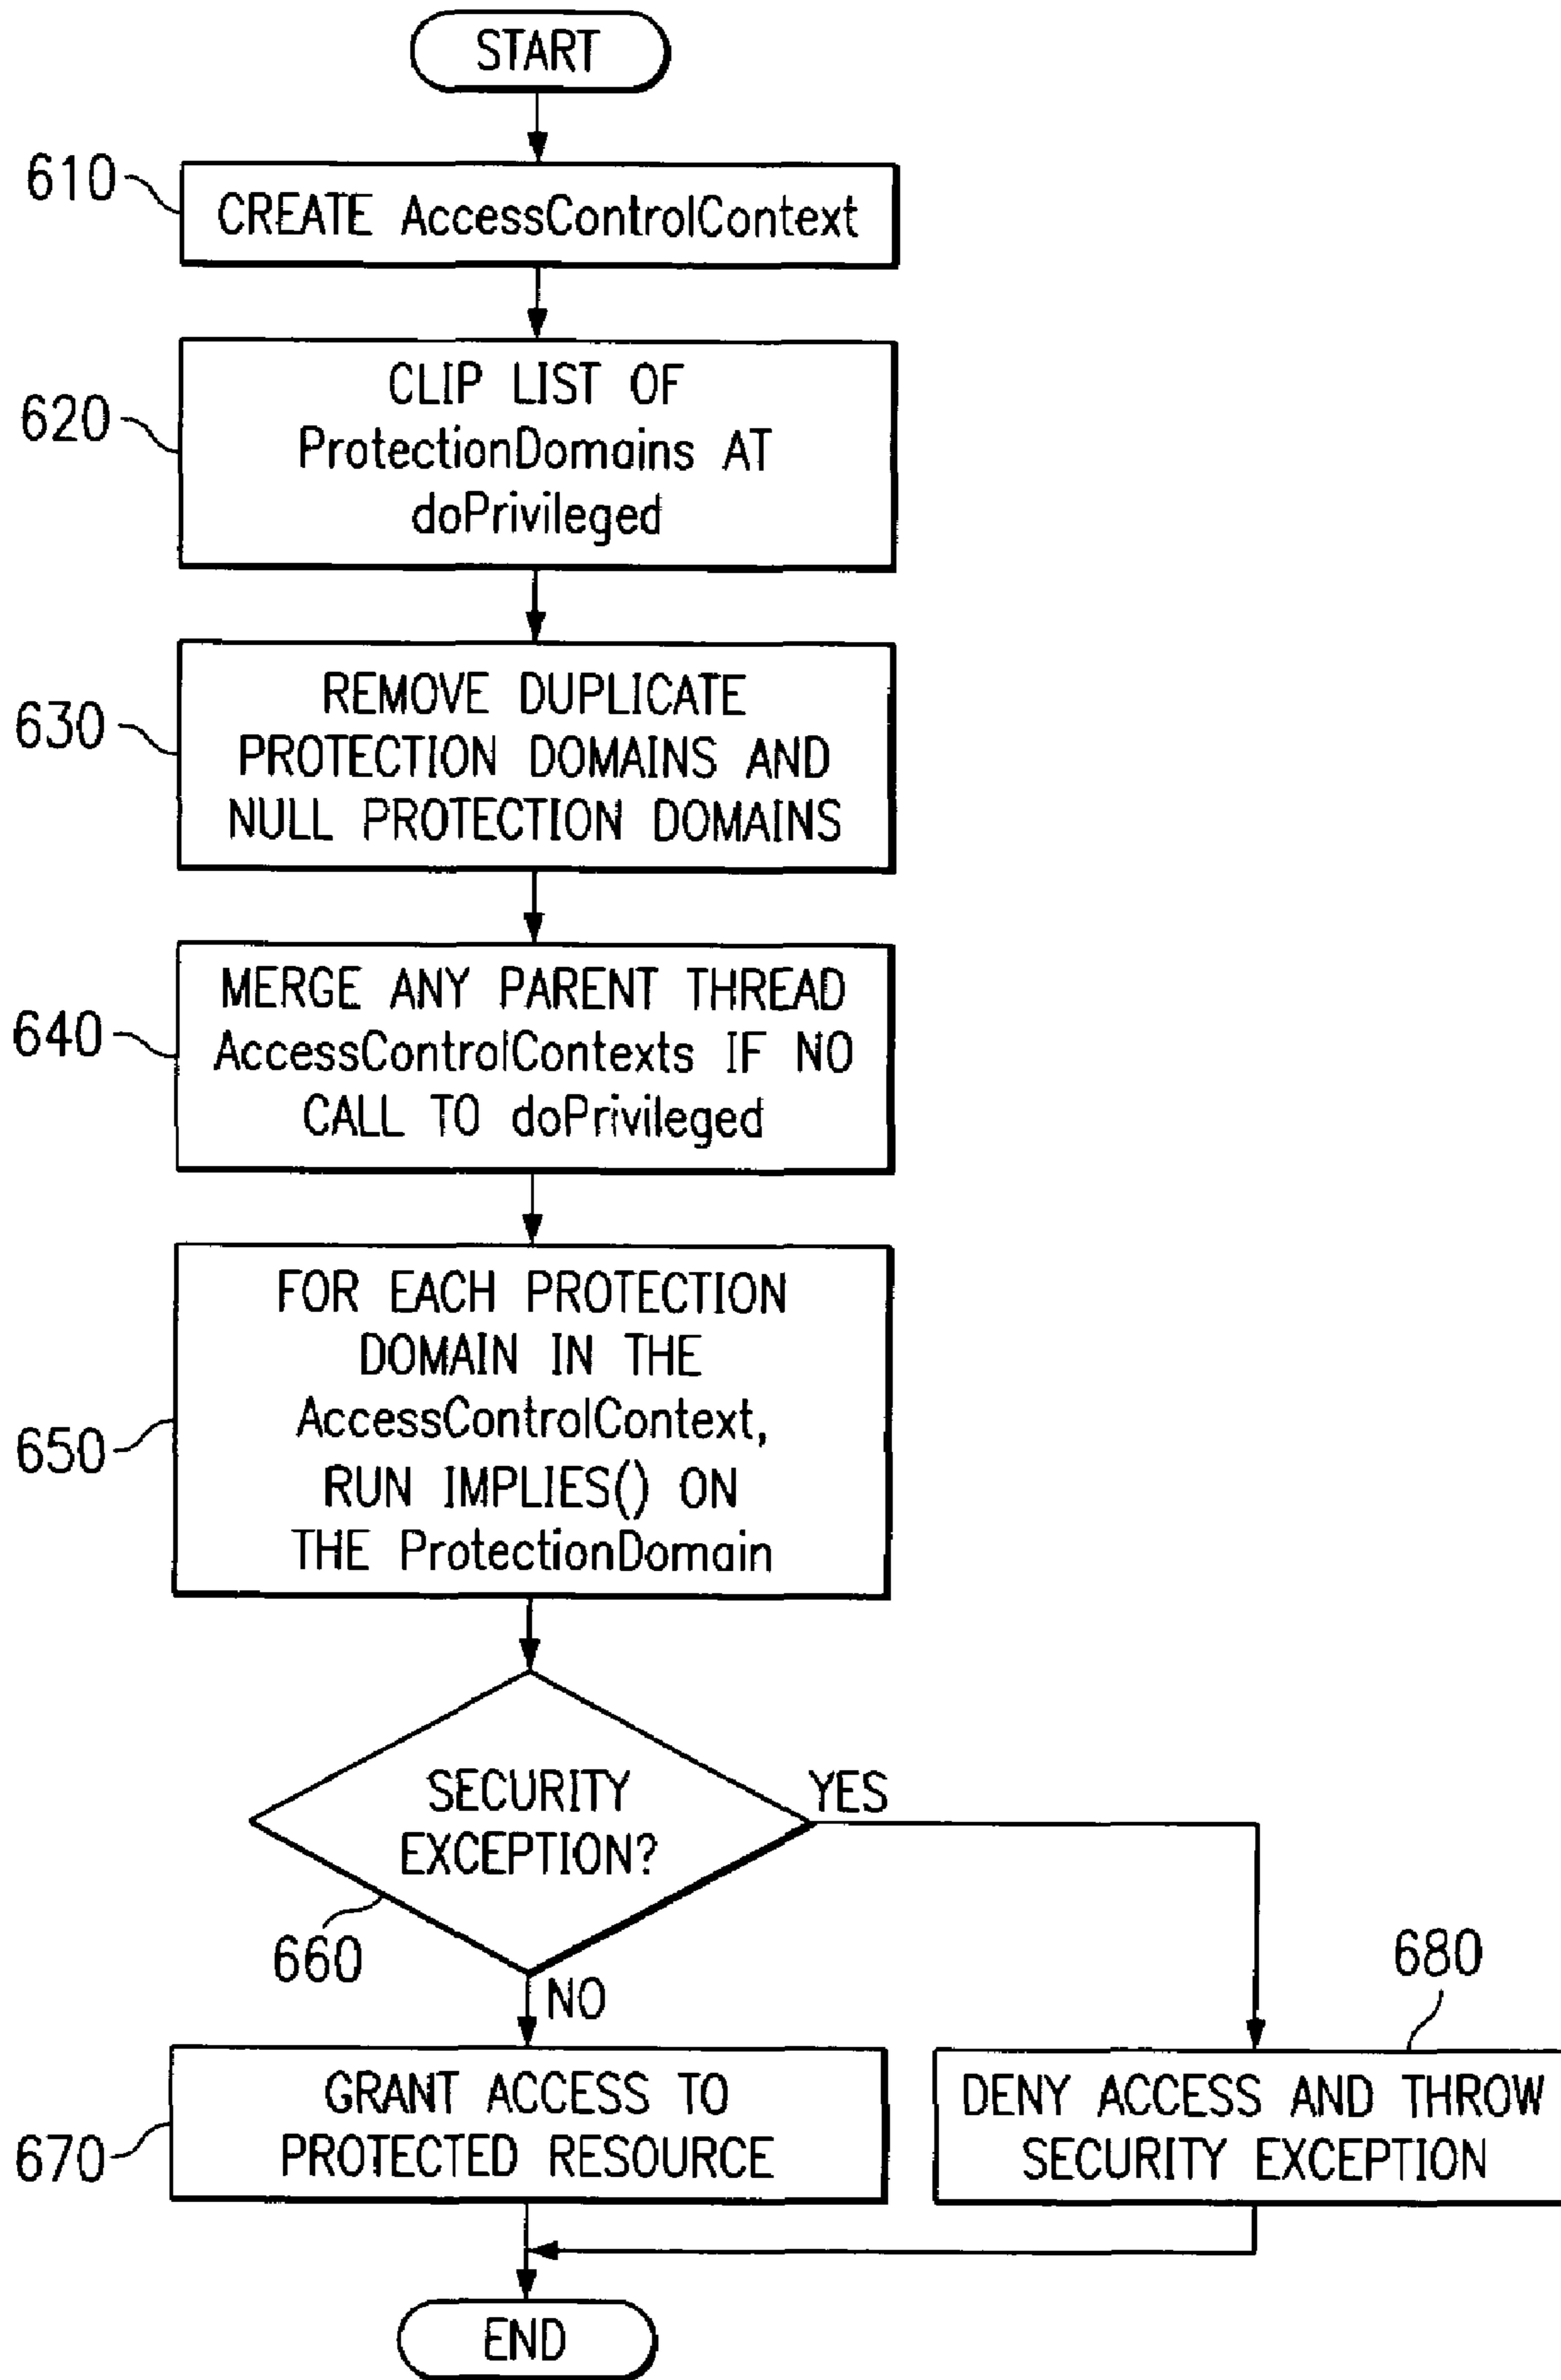 START
610
CREATE AccessControlContext
620
CLIP LIST OF
ProtectionDomains AT
doPrivileged
630
REMOVE DUPLICATE
PROTECTION DOMAINS AND
NULL PROTECTION DOMAINS
640
MERGE ANY PARENT THREAD
AccessControlContexts IF NO
CALL TO doPrivileged
650
FOR EACH PROTECTION
DOMAIN IN THE
AccessControlContext,
RUN IMPLIES() ON
THE ProtectionDomain
SECURITY
EXCEPTION?
YES
660
NO
680
GRANT ACCESS TO
PROTECTED RESOURCE
670
DENY ACCESS AND THROW
SECURITY EXCEPTION
END